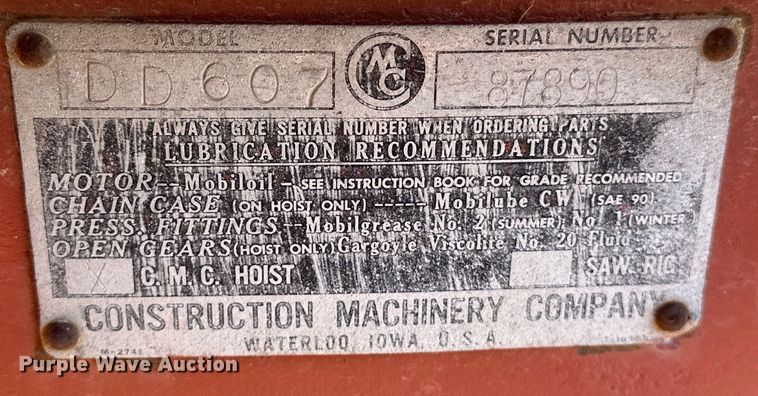 MODEL SERIAL NUMBER
DD607 CMC 87890
ALWAYS GIVE SERIAL NUMBER WHEN ORDERING PARTS
LUBRICATION RECOMMENDATIONS
MOTOR--Mobiloil - SEE INSTRUCTION BOOK FOR GRADE RECOMMENDED
CHAIN CASE (ON HOIST ONLY) ----- Mobilube CW (SAE 90)
PRESS. FITTINGS--Mobilgrease No. 2 (SUMMER) No. 1 (WINTER)
OPEN GEARS (HOIST ONLY) Gargoyle Viscolite No. 20 Fluid
X C.M.C. HOIST SAW RIG
CONSTRUCTION MACHINERY COMPANY
WATERLOO, IOWA, U.S.A.
M-2741
Purple Wave Auction